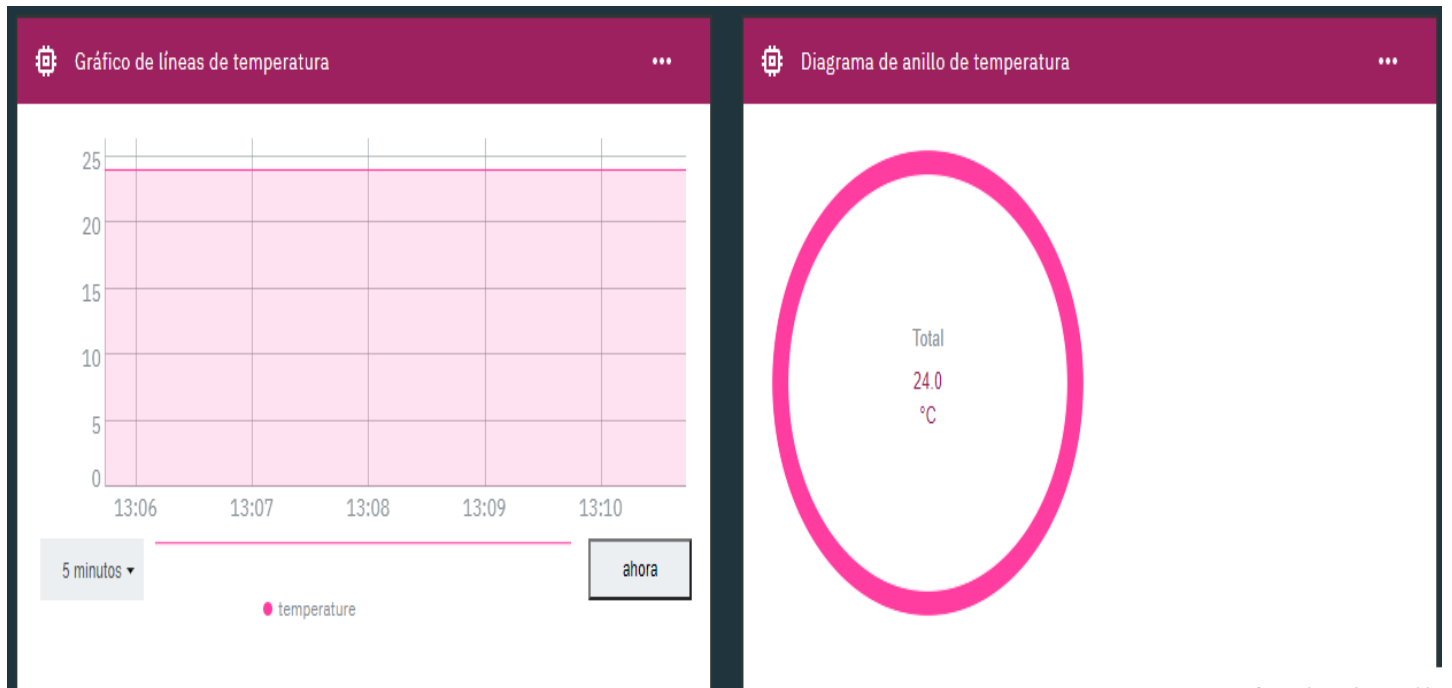 Gráfico de líneas de temperatura
25
20
15
10
5
0
13:06 13:07 13:08 13:09 13:10
5 minutos
ahora
temperature
Diagrama de anillo de temperatura
Total
24.0
°C